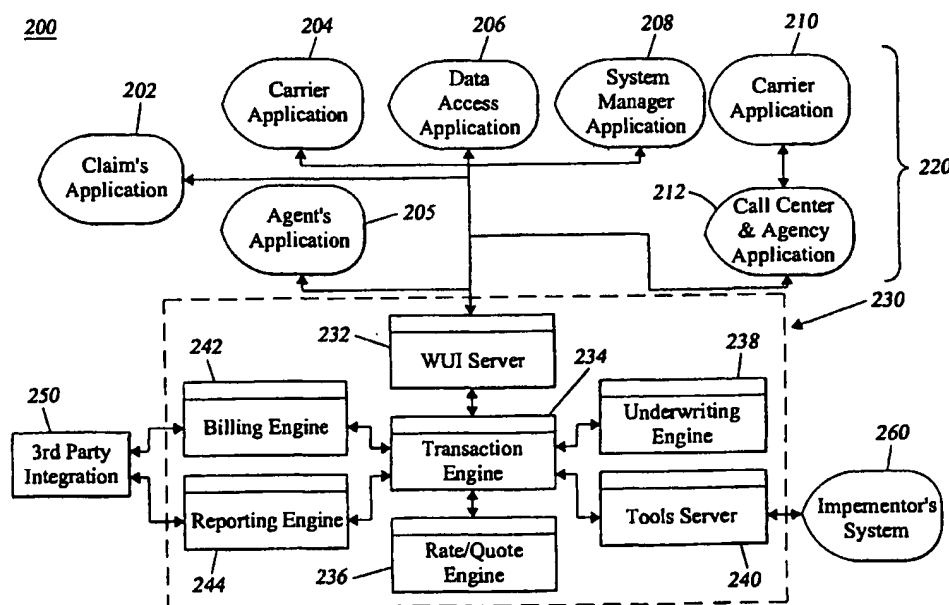 200
204
206
208
210
202
Carrier
Application
Data
Access
Application
System
Manager
Application
Carrier
Application
Claim's
Application
220
212
Call Center
& Agency
Application
Agent's
Application
205
230
232
WUI Server
242
234
238
250
Billing Engine
Underwriting
Engine
3rd Party
Integration
Transaction
Engine
260
Reporting Engine
Tools Server
Impementor's
System
244
236
Rate/Quote
Engine
240